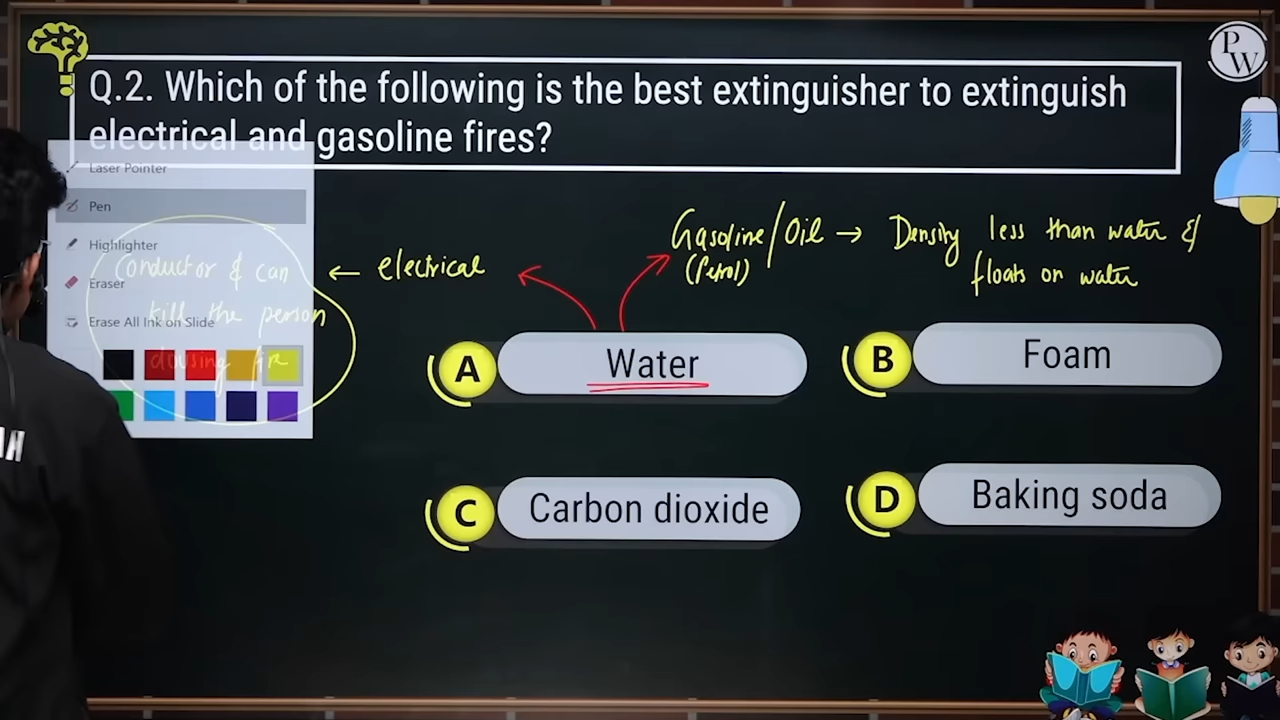 P
W
Q.2. Which of the following is the best extinguisher to extinguish
electrical and gasoline fires?
Laser Pointer
Pen
Highlighter
Eraser
Erase All Ink on Slide
Conductor & can
kill the person
dousing fire
← electrical
Gasoline/Oil →
(Petrol)
Density less than water &
floats on water
A Water
B Foam
C Carbon dioxide
D Baking soda